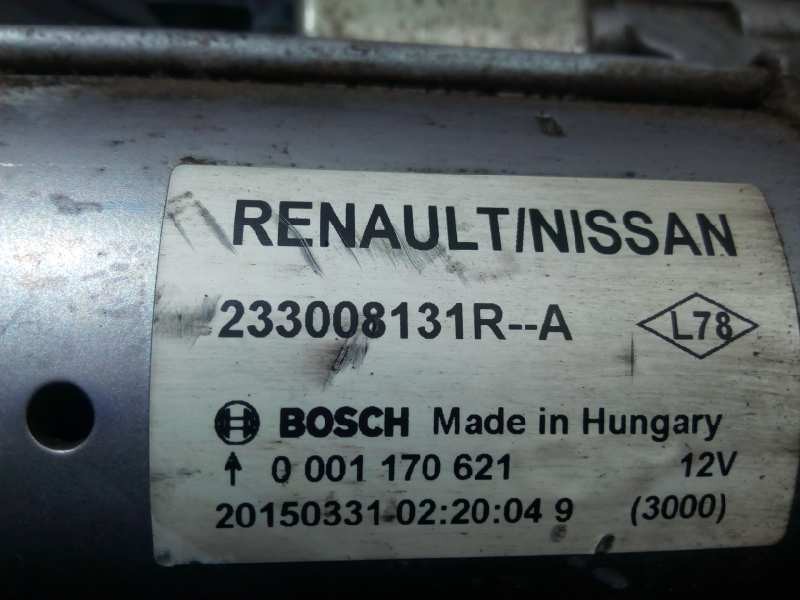 RENAULT/NISSAN
233008131R--A L78
BOSCH Made in Hungary
0 001 170 621 12V
20150331 02:20:04 9 (3000)